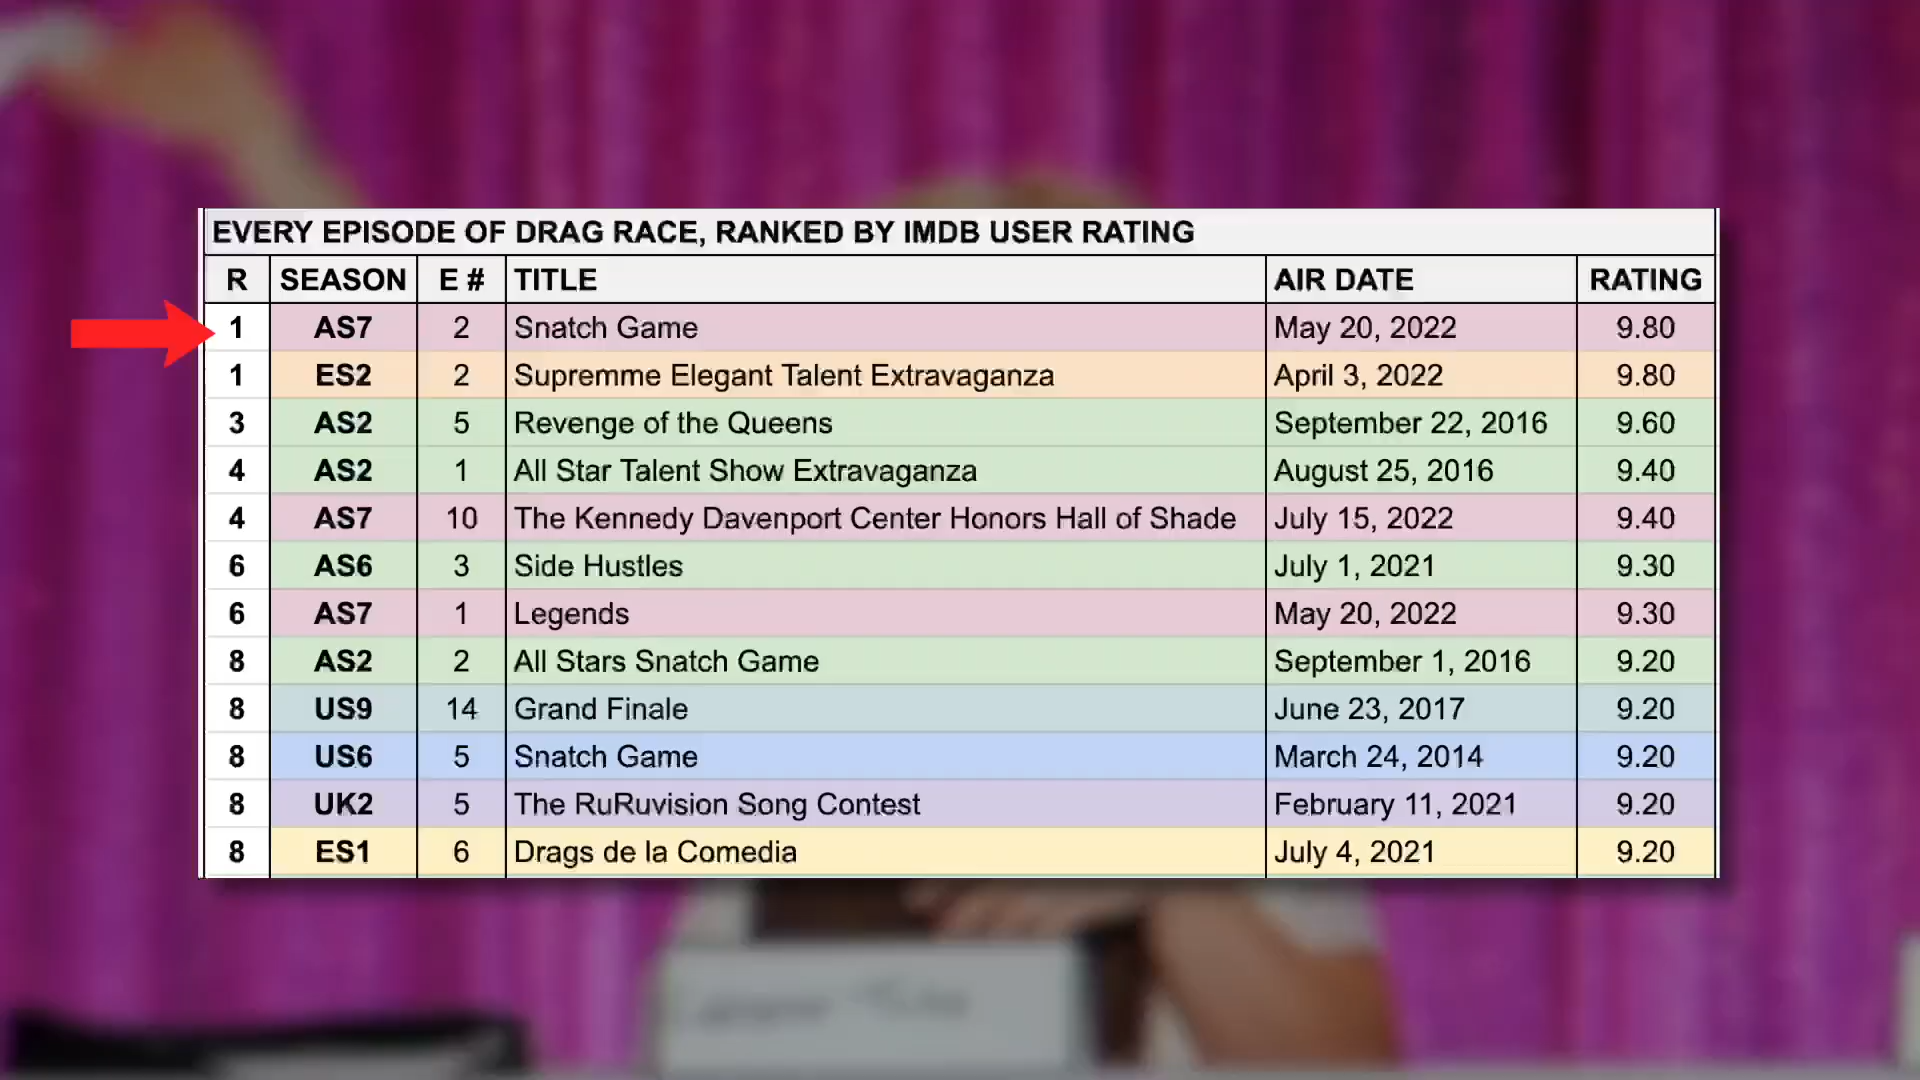 EVERY EPISODE OF DRAG RACE, RANKED BY IMDB USER RATING
R SEASON E # TITLE AIR DATE RATING
1 AS7 2 Snatch Game May 20, 2022 9.80
1 ES2 2 Supremme Elegant Talent Extravaganza April 3, 2022 9.80
3 AS2 5 Revenge of the Queens September 22, 2016 9.60
4 AS2 1 All Star Talent Show Extravaganza August 25, 2016 9.40
4 AS7 10 The Kennedy Davenport Center Honors Hall of Shade July 15, 2022 9.40
6 AS6 3 Side Hustles July 1, 2021 9.30
6 AS7 1 Legends May 20, 2022 9.30
8 AS2 2 All Stars Snatch Game September 1, 2016 9.20
8 US9 14 Grand Finale June 23, 2017 9.20
8 US6 5 Snatch Game March 24, 2014 9.20
8 UK2 5 The RuRuvision Song Contest February 11, 2021 9.20
8 ES1 6 Drags de la Comedia July 4, 2021 9.20